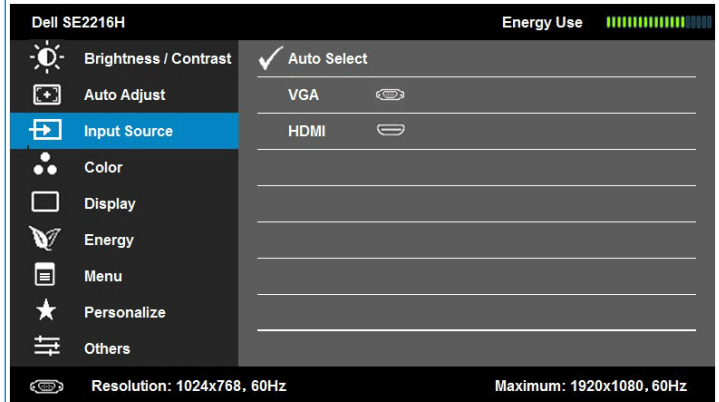 Dell SE2216H Energy Use
Brightness / Contrast Auto Select
Auto Adjust VGA
Input Source HDMI
Color
Display
Energy
Menu
Personalize
Others
Resolution: 1024x768, 60Hz Maximum: 1920x1080, 60Hz